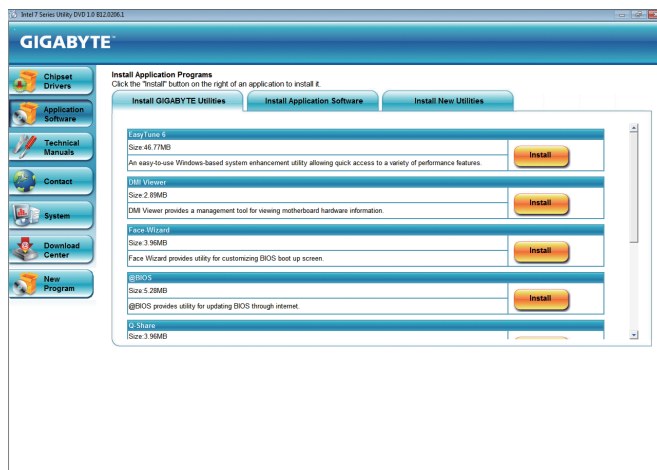 Intel 7 Series Utility DVD 1.0 B12.0206.1
GIGABYTE™
Chipset
Drivers
Application
Software
Technical
Manuals
Contact
System
Download
Center
New
Program
Install Application Programs
Click the "Install" button on the right of an application to install it.
Install GIGABYTE Utilities
Install Application Software
Install New Utilities
EasyTune 6
Size:46.77MB
An easy-to-use Windows-based system enhancement utility allowing quick access to a variety of performance features.
Install
DMI Viewer
Size:2.89MB
DMI Viewer provides a management tool for viewing motherboard hardware information.
Install
Face-Wizard
Size:3.96MB
Face Wizard provides utility for customizing BIOS boot up screen.
Install
@BIOS
Size:5.28MB
@BIOS provides utility for updating BIOS through internet.
Install
Q-Share
Size:3.96MB